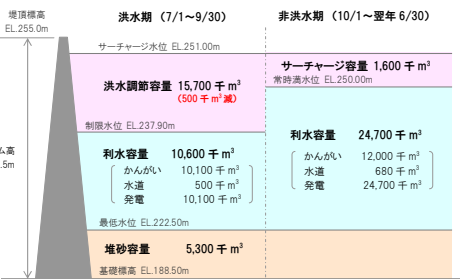 堤頂標高
EL.255.0m
洪水期 (7/1~9/30)
非洪水期 (10/1~翌年 6/30)
サーチャージ水位 EL.251.00m
洪水調節容量 15,700 千 m³
(500 千 m³ 減)
サーチャージ容量 1,600 千 m³
常時満水位 EL.250.00m
制限水位 EL.237.90m
利水容量 10,600 千 m³
かんがい 10,100 千 m³
水道 500 千 m³
発電 10,100 千 m³
利水容量 24,700 千 m³
かんがい 12,000 千 m³
水道 680 千 m³
発電 24,700 千 m³
ム高
.5m
最低水位 EL.222.50m
堆砂容量 5,300 千 m³
基礎標高 EL.188.50m